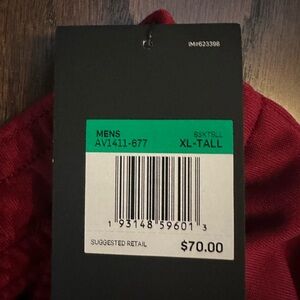 IM#623398
MENS BSKTBLL
AV1411-677 XL-TALL
1 93148 59601 3
SUGGESTED RETAIL $70.00